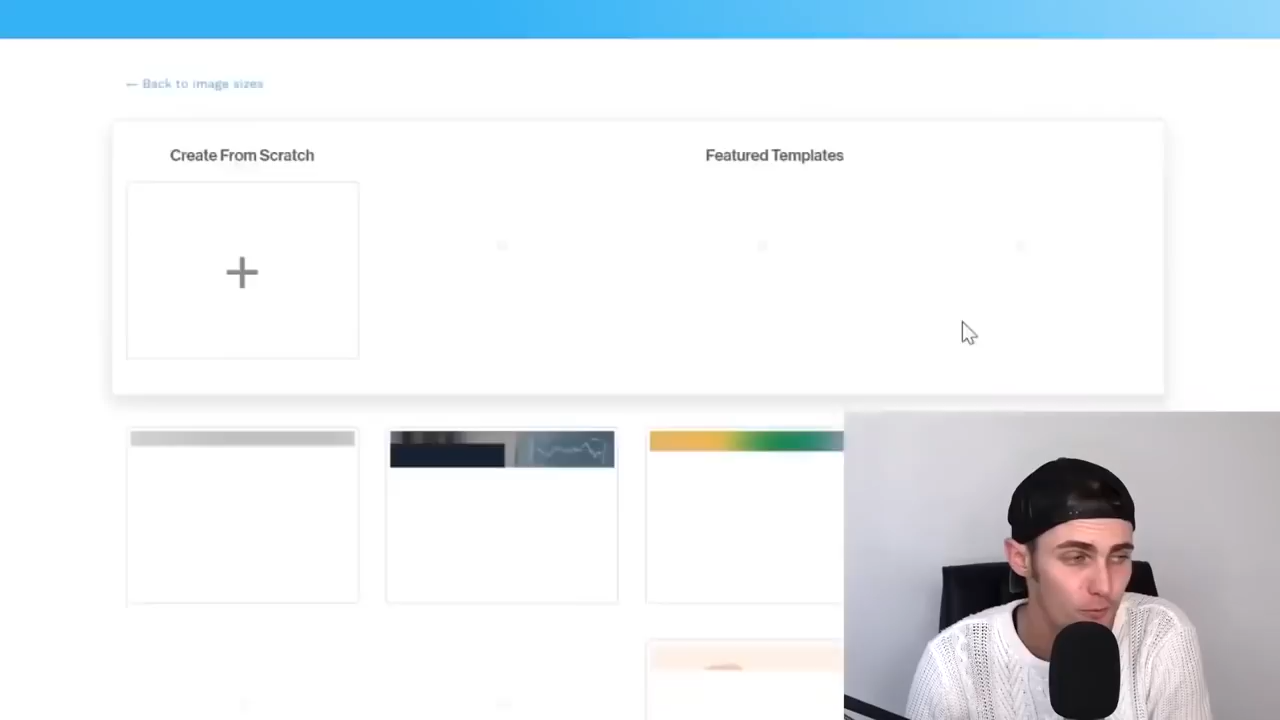 ← Back to image sizes
Create From Scratch
Featured Templates